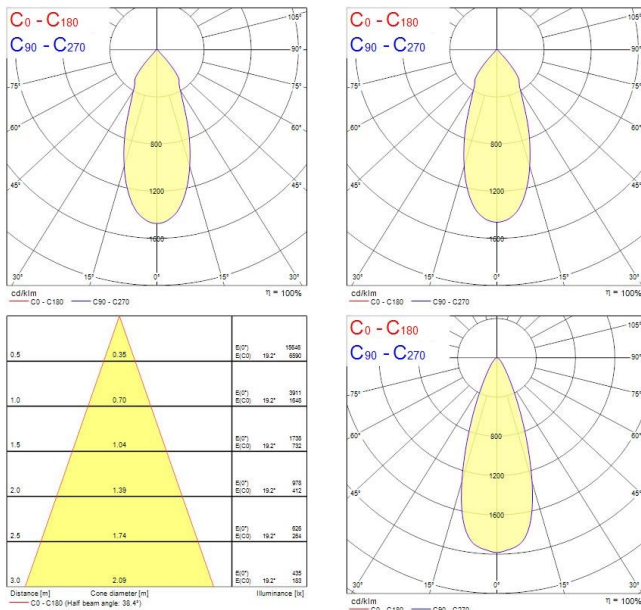 C0 - C180
C90 - C270
105°
90°
75°
75°
60°
60°
45°
45°
800
1200
1600
30°
15°
0°
15°
30°
cd/klm
η = 100%
C0 - C180
C90 - C270
C0 - C180
C90 - C270
105°
90°
75°
75°
60°
60°
45°
45°
800
1200
1600
30°
15°
0°
15°
30°
cd/klm
η = 100%
C0 - C180
C90 - C270
0.5
0.35
E(0°) 15646
E(C0) 19.2° 6590
1.0
0.70
E(0°) 3911
E(C0) 19.2° 1648
1.5
1.04
E(0°) 1738
E(C0) 19.2° 732
2.0
1.39
E(0°) 978
E(C0) 19.2° 412
2.5
1.74
E(0°) 626
E(C0) 19.2° 264
3.0
2.09
E(0°) 435
E(C0) 19.2° 183
Distance [m]
Cone diameter [m]
Illuminance [lx]
C0 - C180 (Half beam angle: 38.4°)
C0 - C180
C90 - C270
105°
90°
75°
75°
60°
60°
45°
45°
800
1200
1600
30°
15°
0°
15°
30°
cd/klm
η = 100%
C0 - C180
C90 - C270